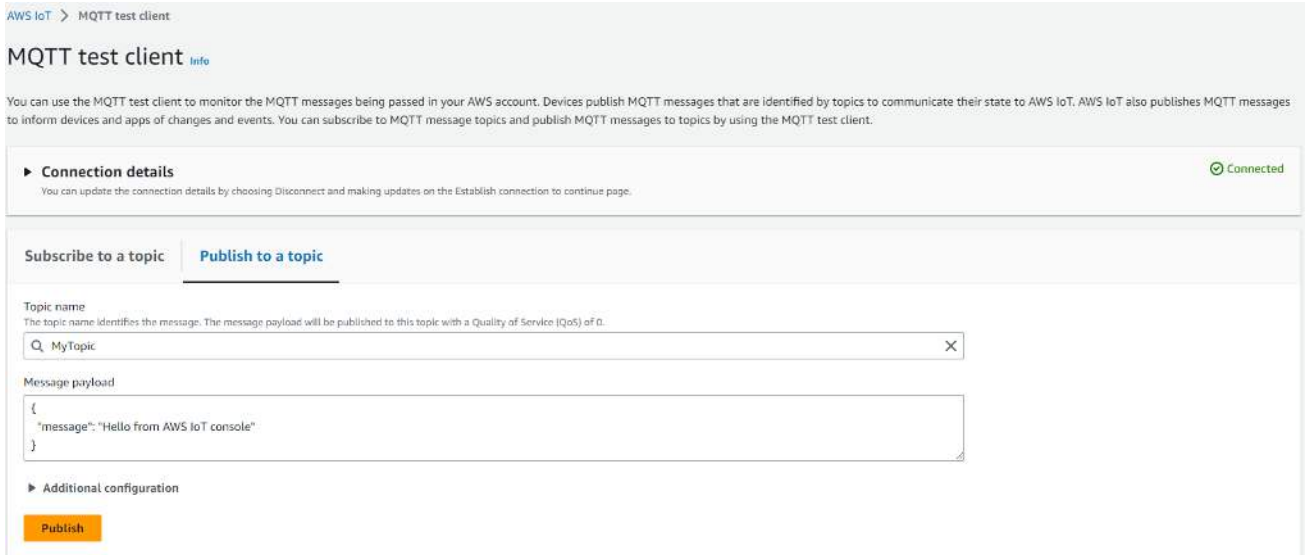 AWS IoT > MQTT test client
MQTT test client Info
You can use the MQTT test client to monitor the MQTT messages being passed in your AWS account. Devices publish MQTT messages that are identified by topics to communicate their state to AWS IoT. AWS IoT also publishes MQTT messages
to inform devices and apps of changes and events. You can subscribe to MQTT message topics and publish MQTT messages to topics by using the MQTT test client.
Connection details
Connected
You can update the connection details by choosing Disconnect and making updates on the Establish connection to continue page.
Subscribe to a topic Publish to a topic
Topic name
The topic name identifies the message. The message payload will be published to this topic with a Quality of Service (QoS) of 0.
MyTopic
Message payload
{
"message": "Hello from AWS IoT console"
}
Additional configuration
Publish